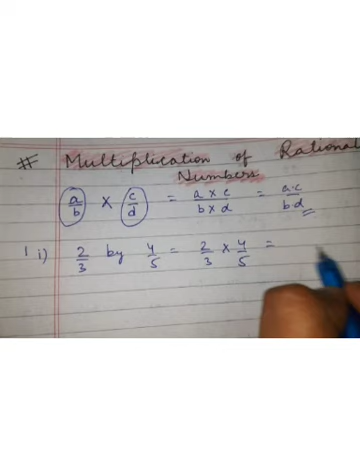 # Multiplication of Rational
Numbers
a/b × c/d = a × c / b × d = a.c / b.d
1 i) 2/3 by 4/5 = 2/3 × 4/5 =